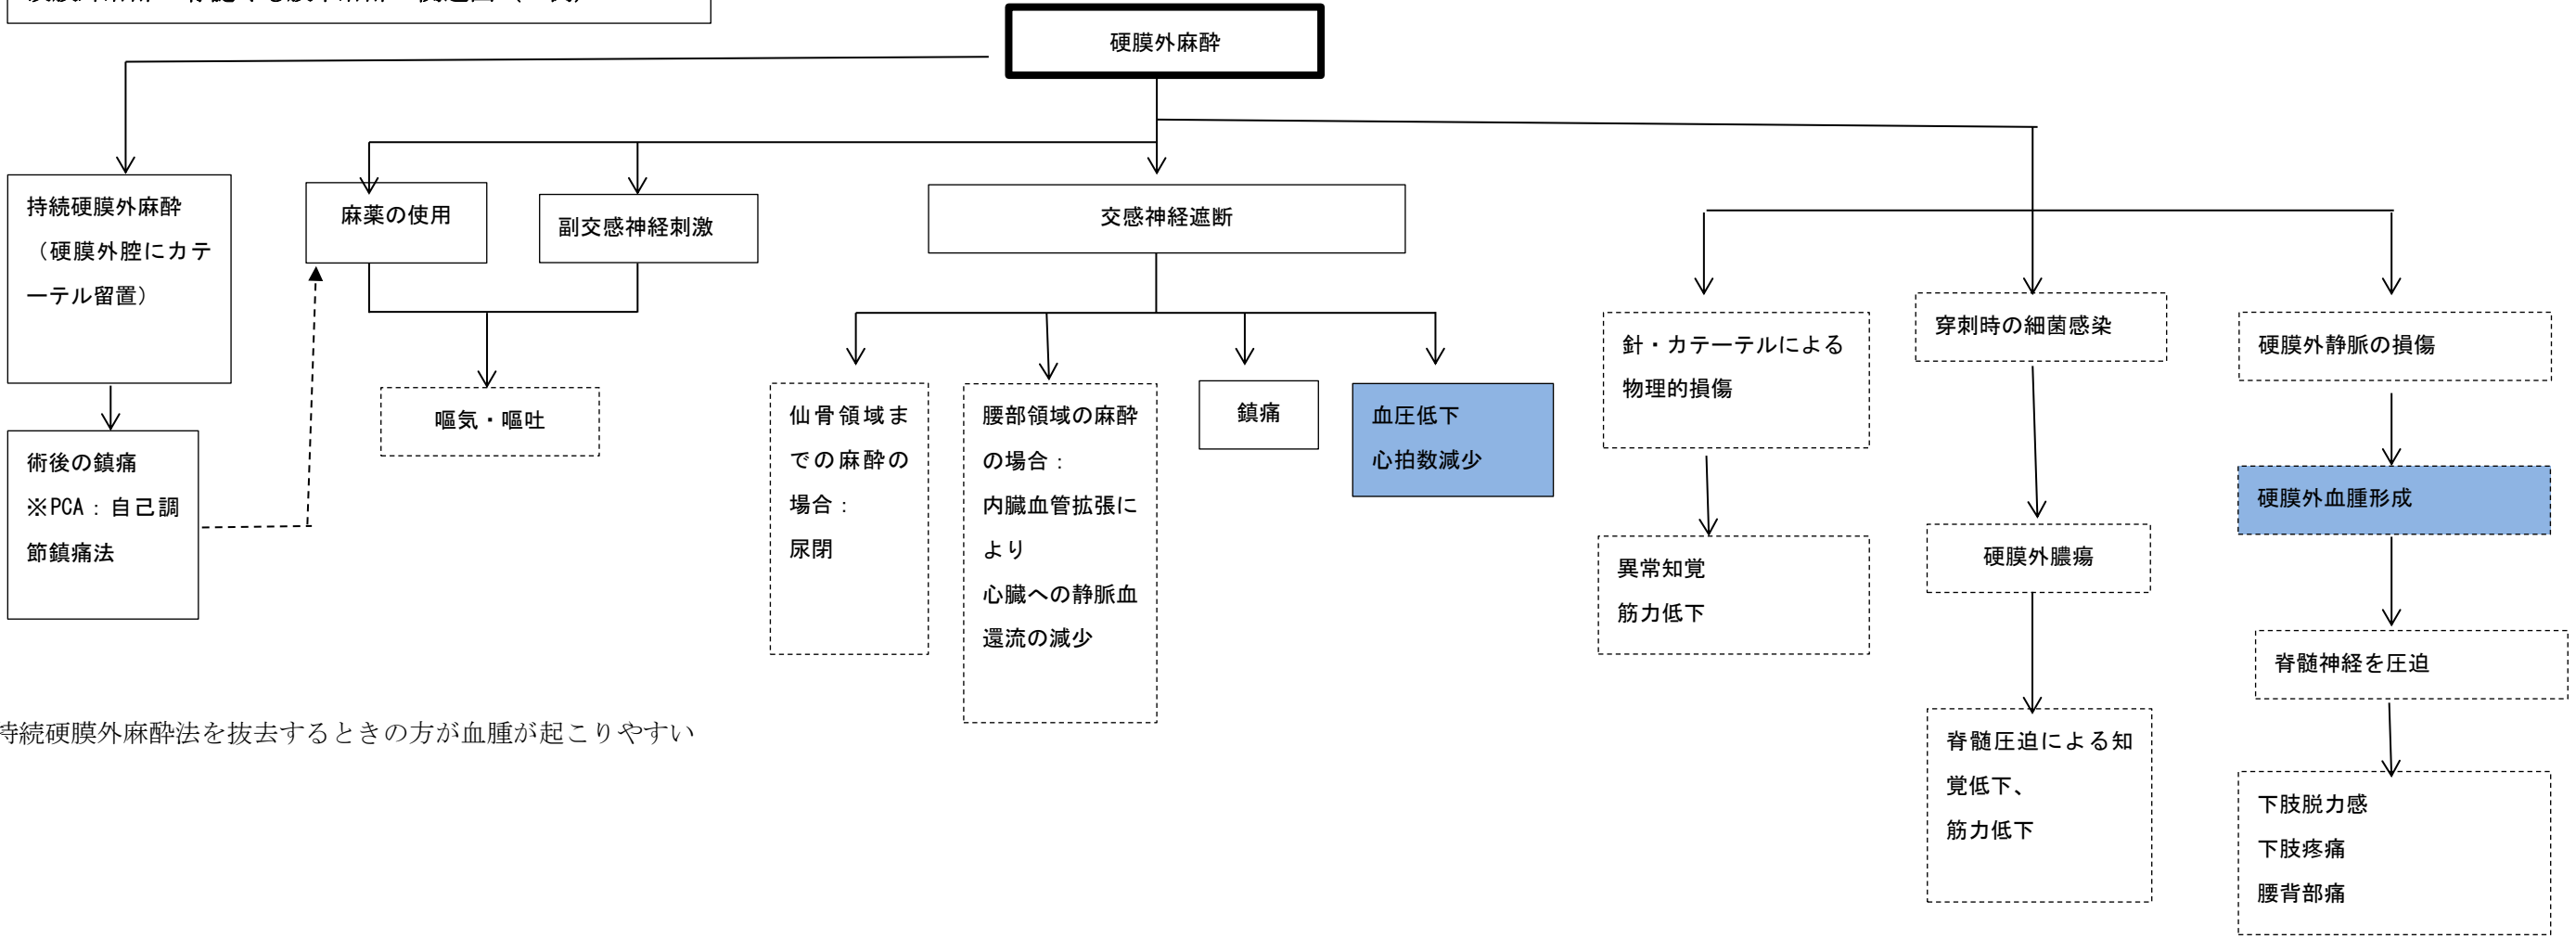 硬膜外麻酔
持続硬膜外麻酔
（硬膜外腔にカテ
ーテル留置）
麻薬の使用
副交感神経刺激
交感神経遮断
針・カテーテルによる
物理的損傷
穿刺時の細菌感染
硬膜外静脈の損傷
術後の鎮痛
※PCA：自己調
節鎮痛法
嘔気・嘔吐
仙骨領域ま
での麻酔の
場合：
尿閉
腰部領域の麻酔
の場合：
内臓血管拡張に
より
心臓への静脈血
還流の減少
鎮痛
血圧低下
心拍数減少
異常知覚
筋力低下
硬膜外膿瘍
硬膜外血腫形成
脊髄神経を圧迫
脊髄圧迫による知
覚低下、
筋力低下
下肢脱力感
下肢疼痛
腰背部痛
持続硬膜外麻酔法を抜去するときの方が血腫が起こりやすい